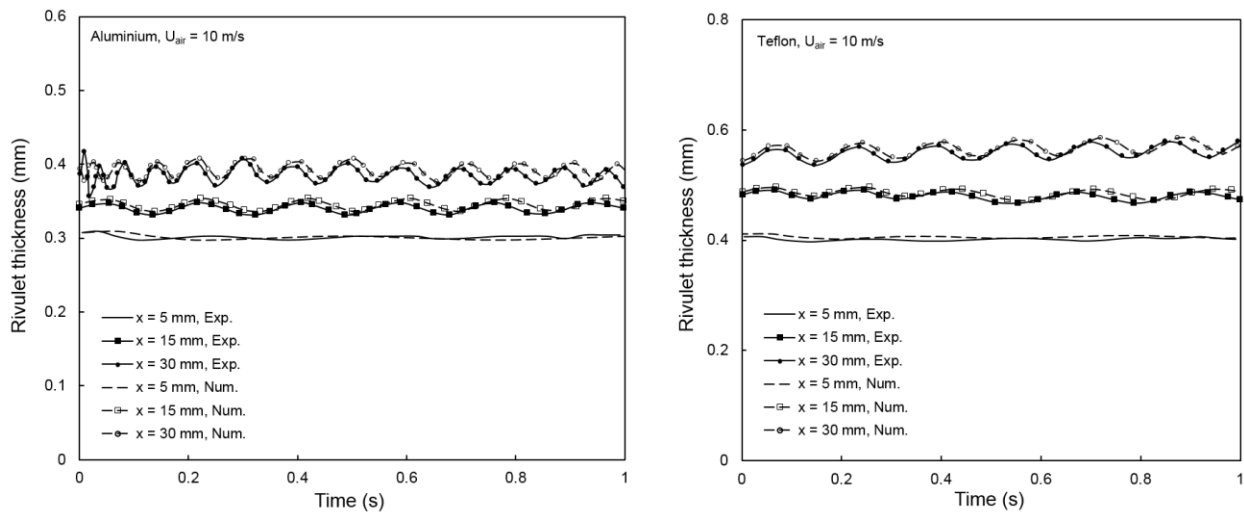 Aluminium, Uair = 10 m/s
Rivulet thickness (mm)
0.6
0.5
0.4
0.3
0.2
0.1
0
x = 5 mm, Exp.
x = 15 mm, Exp.
x = 30 mm, Exp.
x = 5 mm, Num.
x = 15 mm, Num.
x = 30 mm, Num.
0 0.2 0.4 0.6 0.8 1
Time (s)
Teflon, Uair = 10 m/s
Rivulet thickness (mm)
0.8
0.6
0.4
0.2
0
x = 5 mm, Exp.
x = 15 mm, Exp.
x = 30 mm, Exp.
x = 5 mm, Num.
x = 15 mm, Num.
x = 30 mm, Num.
0 0.2 0.4 0.6 0.8 1
Time (s)